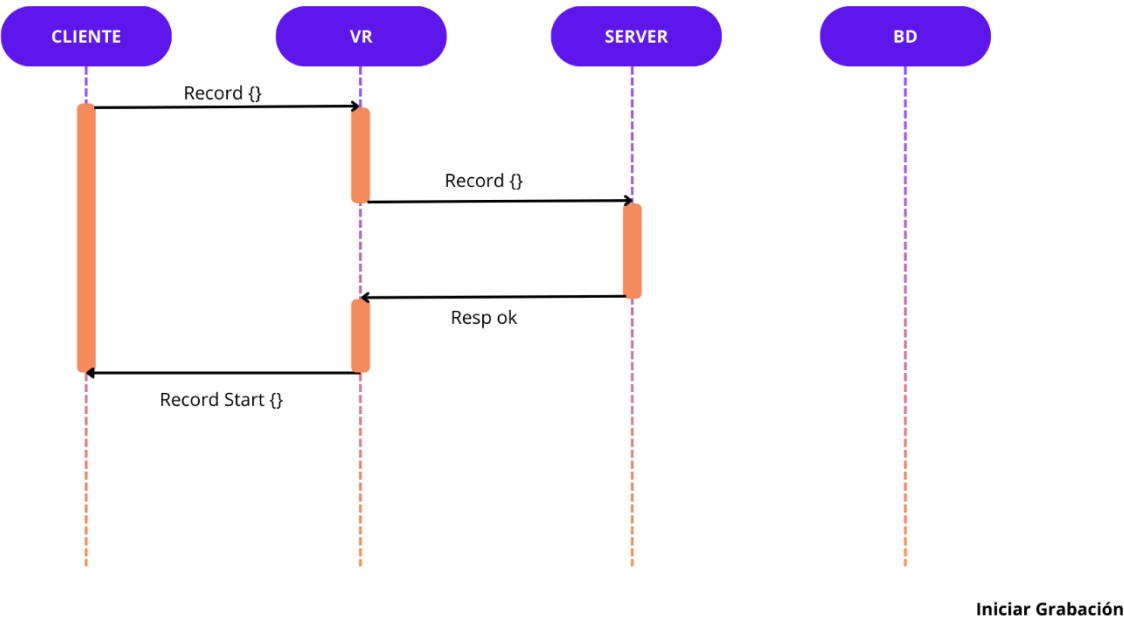 CLIENTE
VR
SERVER
BD
Record {}
Record {}
Resp ok
Record Start {}
Iniciar Grabación